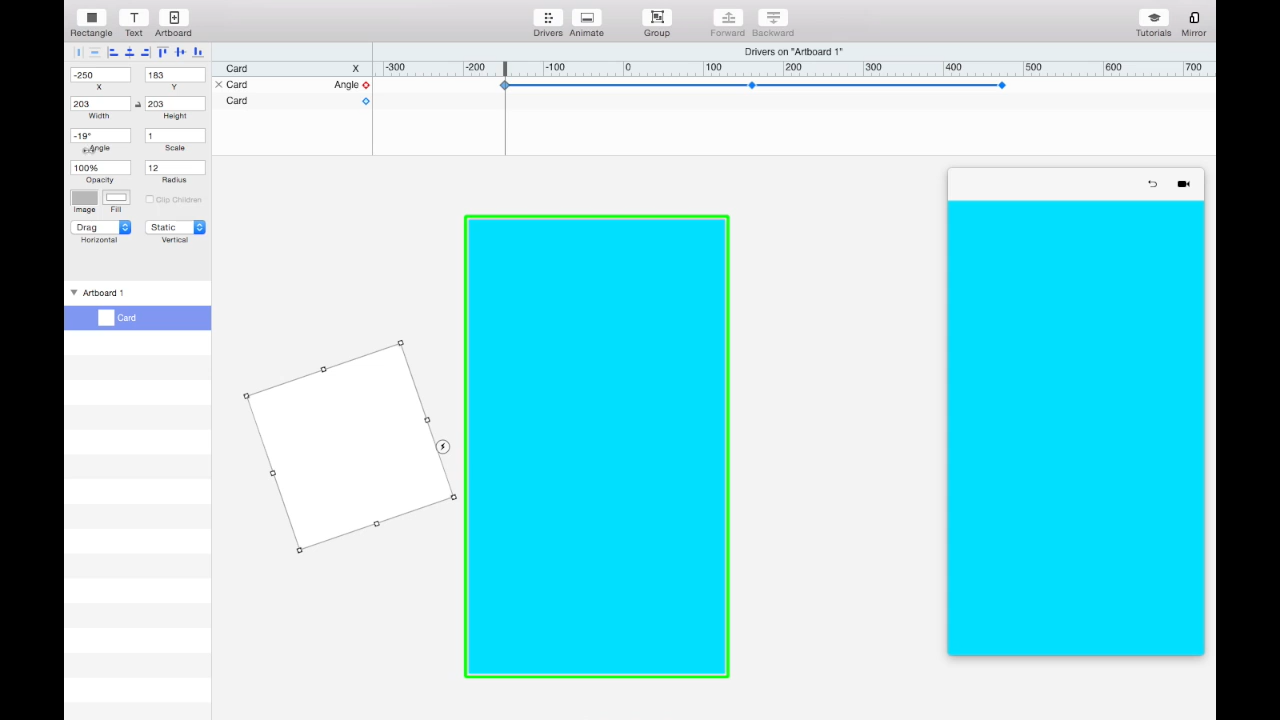 Rectangle Text Artboard Drivers Animate Group Forward Backward Tutorials Mirror
Drivers on "Artboard 1"
Card X -300 -200 -100 0 100 200 300 400 500 600 700
Card Angle
Card
-250 183
X Y
203 203
Width Height
-19° 1
Angle Scale
100% 12
Opacity Radius
Clip Children
Image Fill
Drag Static
Horizontal Vertical
Artboard 1
Card